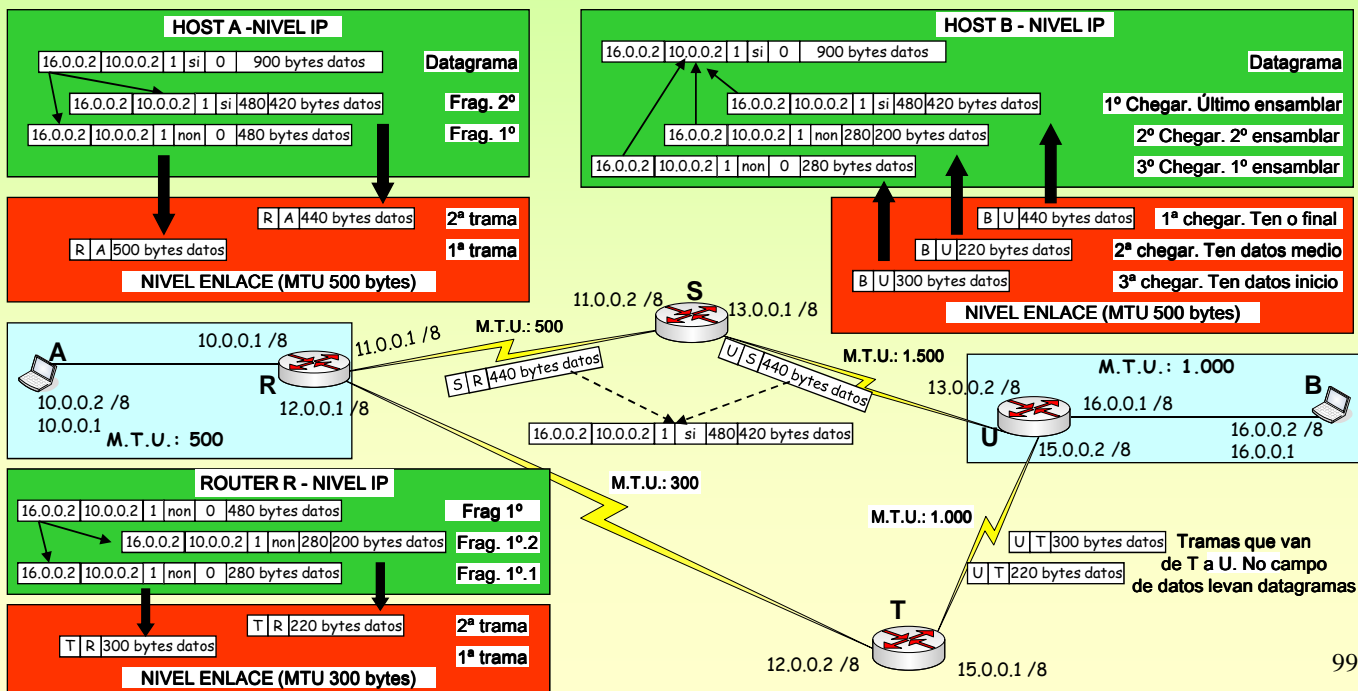 HOST A -NIVEL IP
16.0.0.2 10.0.0.2 1 si 0 900 bytes datos Datagrama
16.0.0.2 10.0.0.2 1 si 480 420 bytes datos Frag. 2º
16.0.0.2 10.0.0.2 1 non 0 480 bytes datos Frag. 1º
R A 440 bytes datos 2ª trama
R A 500 bytes datos 1ª trama
NIVEL ENLACE (MTU 500 bytes)
HOST B - NIVEL IP
16.0.0.2 10.0.0.2 1 si 0 900 bytes datos Datagrama
16.0.0.2 10.0.0.2 1 si 480 420 bytes datos 1º Chegar. Último ensamblar
16.0.0.2 10.0.0.2 1 non 280 200 bytes datos 2º Chegar. 2º ensamblar
16.0.0.2 10.0.0.2 1 non 0 280 bytes datos 3º Chegar. 1º ensamblar
B U 440 bytes datos 1ª chegar. Ten o final
B U 220 bytes datos 2ª chegar. Ten datos medio
B U 300 bytes datos 3ª chegar. Ten datos inicio
NIVEL ENLACE (MTU 500 bytes)
A
10.0.0.2 /8
10.0.0.1
M.T.U.: 500
10.0.0.1 /8
R
11.0.0.1 /8
12.0.0.1 /8
M.T.U.: 500
S R 440 bytes datos
11.0.0.2 /8
S
13.0.0.1 /8
U S 440 bytes datos
M.T.U.: 1.500
16.0.0.2 10.0.0.2 1 si 480 420 bytes datos
M.T.U.: 1.000
13.0.0.2 /8
U
16.0.0.1 /8
15.0.0.2 /8
B
16.0.0.2 /8
16.0.0.1
ROUTER R - NIVEL IP
16.0.0.2 10.0.0.2 1 non 0 480 bytes datos Frag 1º
16.0.0.2 10.0.0.2 1 non 280 200 bytes datos Frag. 1º.2
16.0.0.2 10.0.0.2 1 non 0 280 bytes datos Frag. 1º.1
T R 220 bytes datos 2ª trama
T R 300 bytes datos 1ª trama
NIVEL ENLACE (MTU 300 bytes)
M.T.U.: 300
M.T.U.: 1.000
U T 300 bytes datos
U T 220 bytes datos
Tramas que van
de T a U. No campo
de datos levan datagramas
T
12.0.0.2 /8
15.0.0.1 /8
99